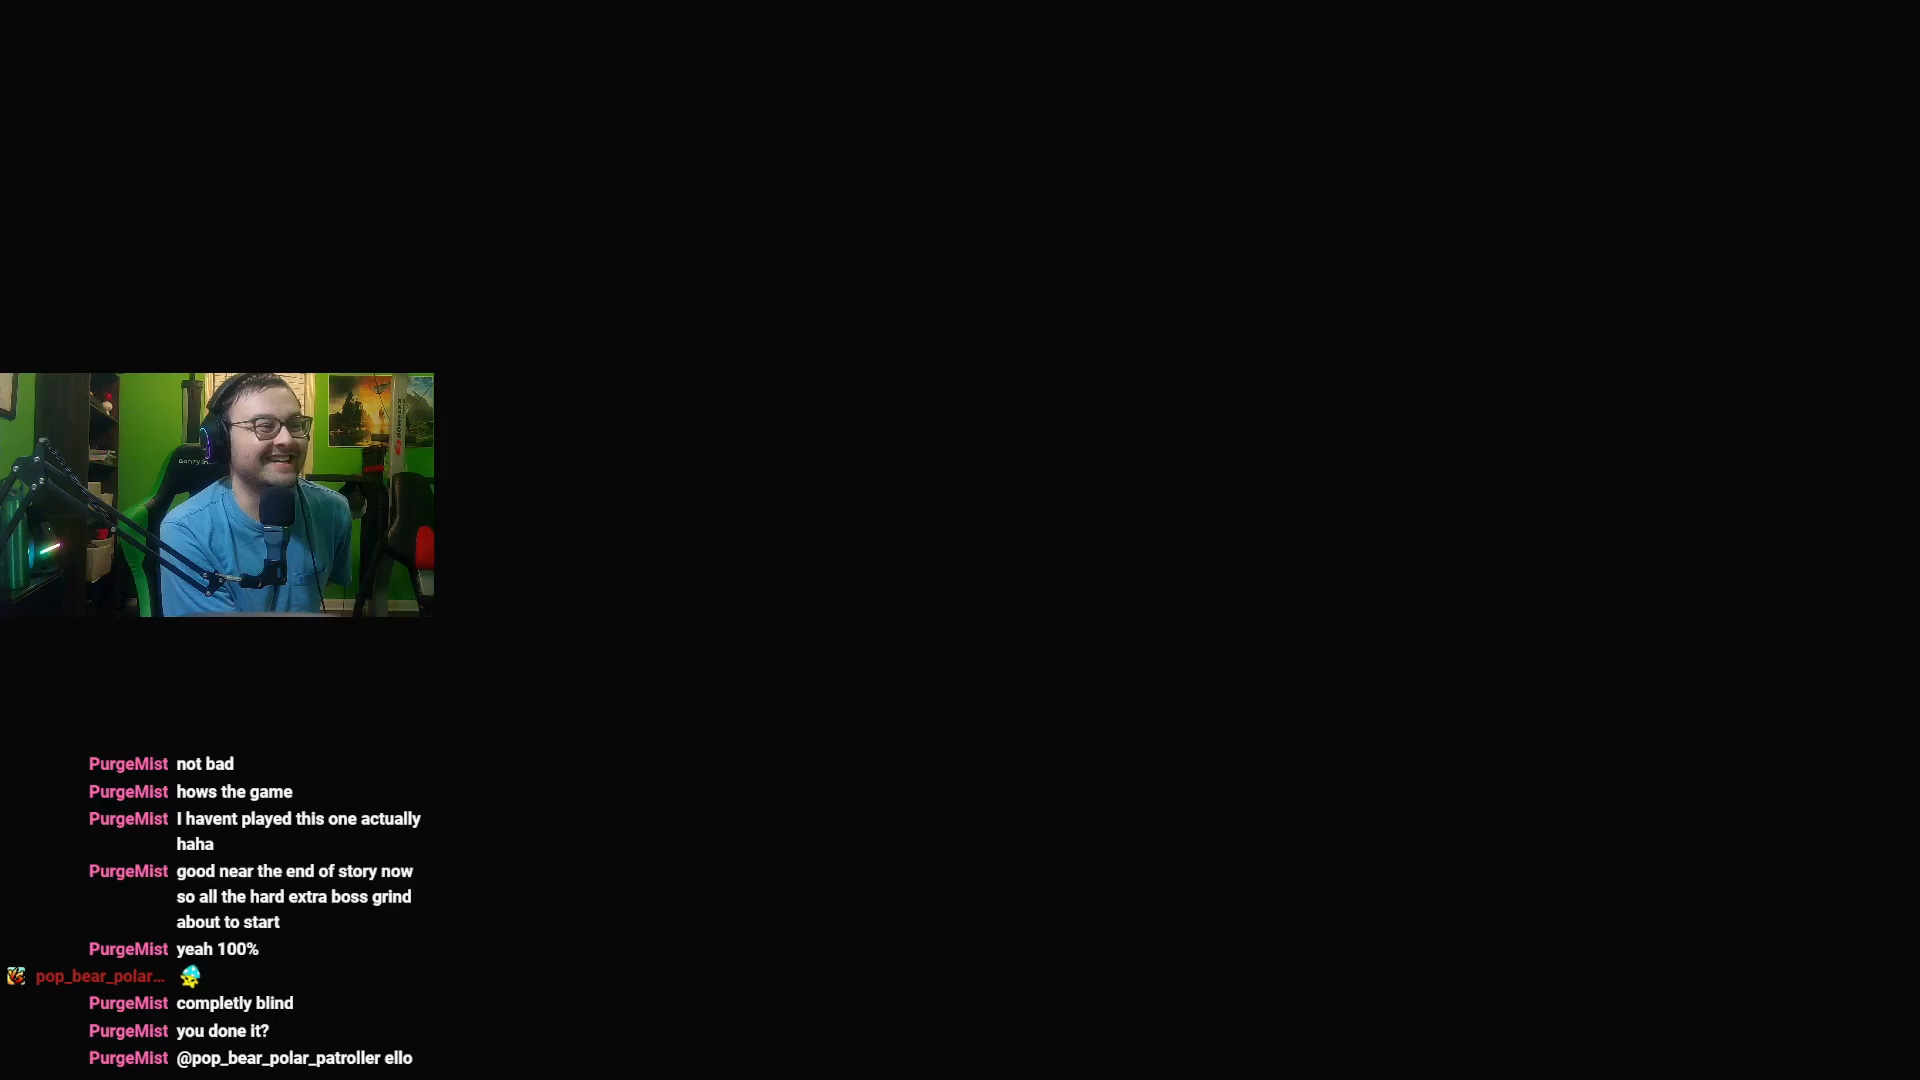 BOWFLEX
PurgeMist not bad
PurgeMist hows the game
PurgeMist I havent played this one actually
haha
PurgeMist good near the end of story now
so all the hard extra boss grind
about to start
PurgeMist yeah 100%
pop_bear_polar...
PurgeMist completly blind
PurgeMist you done it?
PurgeMist @pop_bear_polar_patroller ello